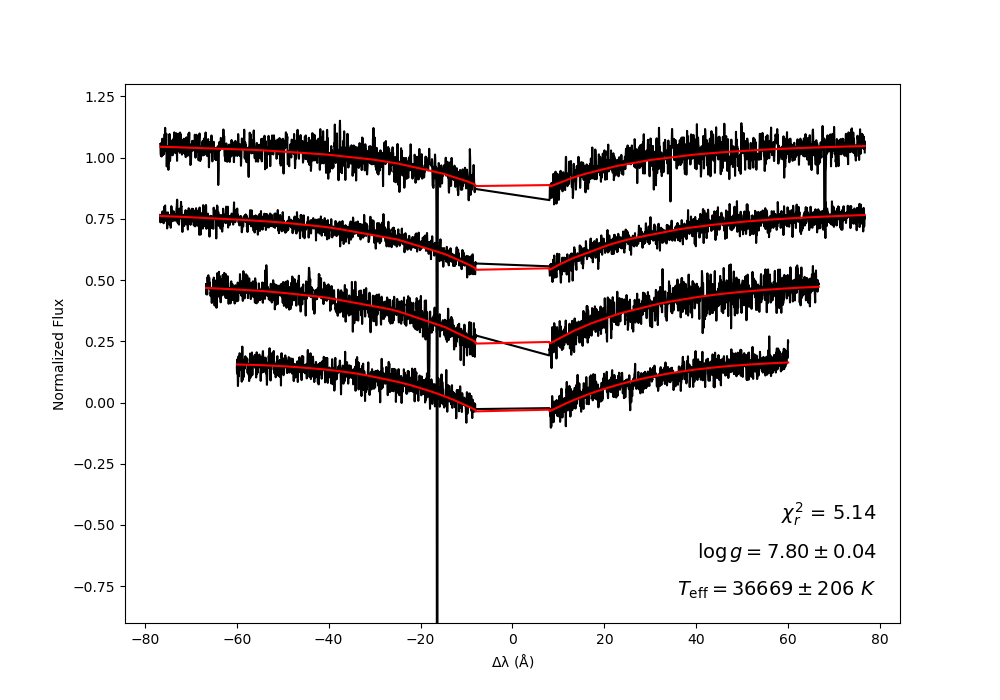 1.25
1.00
0.75
0.50
0.25
0.00
−0.25
−0.50
−0.75
Normalized Flux
χ²ᵣ = 5.14
log g = 7.80 ± 0.04
T_eff = 36669 ± 206 K
−80 −60 −40 −20 0 20 40 60 80
Δλ (Å)